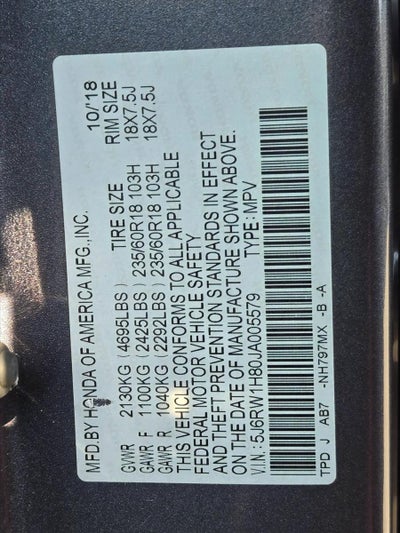 MFD.BY HONDA OF AMERICA MFG.,INC. 10/'18
TIRE SIZE RIM SIZE
GVWR 2130KG (4695LBS)
GAWR F 1100KG (2425LBS) 235/60R18 103H 18X7.5J
GAWR R 1040KG (2292LBS) 235/60R18 103H 18X7.5J
THIS VEHICLE CONFORMS TO ALL APPLICABLE
FEDERAL MOTOR VEHICLE SAFETY
AND THEFT PREVENTION STANDARDS IN EFFECT
ON THE DATE OF MANUFACTURE SHOWN ABOVE.
V.I.N.: 5J6RW1H80JA005579 TYPE: MPV
TPD J AB7 -NH797MX -B -A